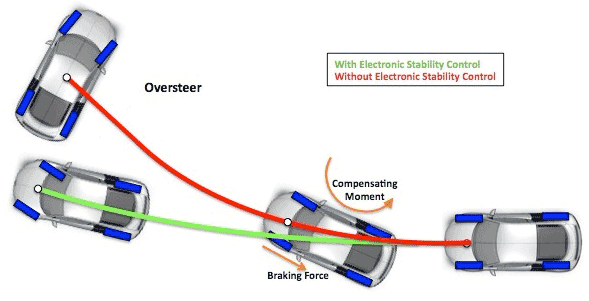 Oversteer
With Electronic Stability Control
Without Electronic Stability Control
Compensating
Moment
Braking Force